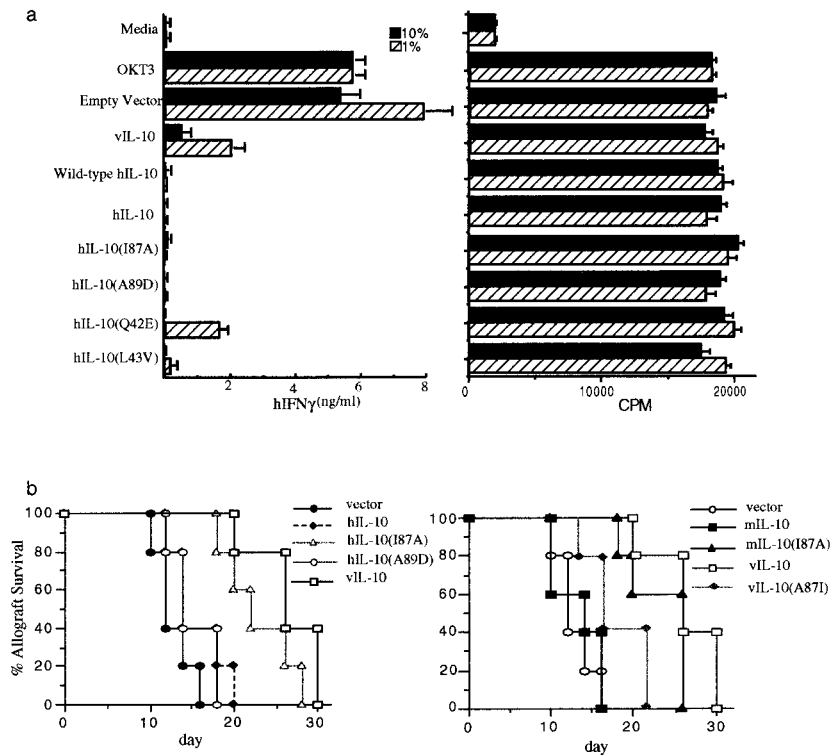 a
Media
OKT3
Empty Vector
vIL-10
Wild-type hIL-10
hIL-10
hIL-10(I87A)
hIL-10(A89D)
hIL-10(Q42E)
hIL-10(L43V)
10%
1%
0 2 4 6 8
hIFNγ(ng/ml)
0 10000 20000
CPM
b
% Allograft Survival
100
80
60
40
20
0
0 10 20 30
day
vector
hIL-10
hIL-10(I87A)
hIL-10(A89D)
vIL-10
100
80
60
40
20
0
0 10 20 30
day
vector
mIL-10
mIL-10(I87A)
vIL-10
vIL-10(A87I)